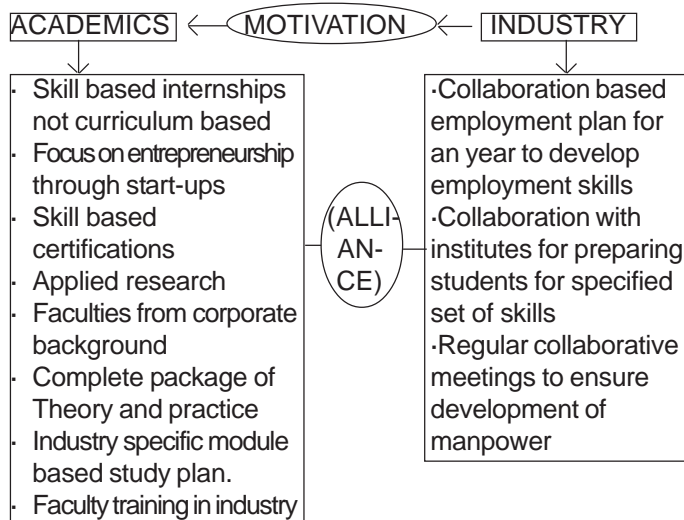 ACADEMICS MOTIVATION INDUSTRY
· Skill based internships
not curriculum based
· Focus on entrepreneurship
through start-ups
· Skill based
certifications
· Applied research
· Faculties from corporate
background
· Complete package of
Theory and practice
· Industry specific module
based study plan.
· Faculty training in industry
(ALLI-
AN-
CE)
·Collaboration based
employment plan for
an year to develop
employment skills
·Collaboration with
institutes for preparing
students for specified
set of skills
·Regular collaborative
meetings to ensure
development of
manpower